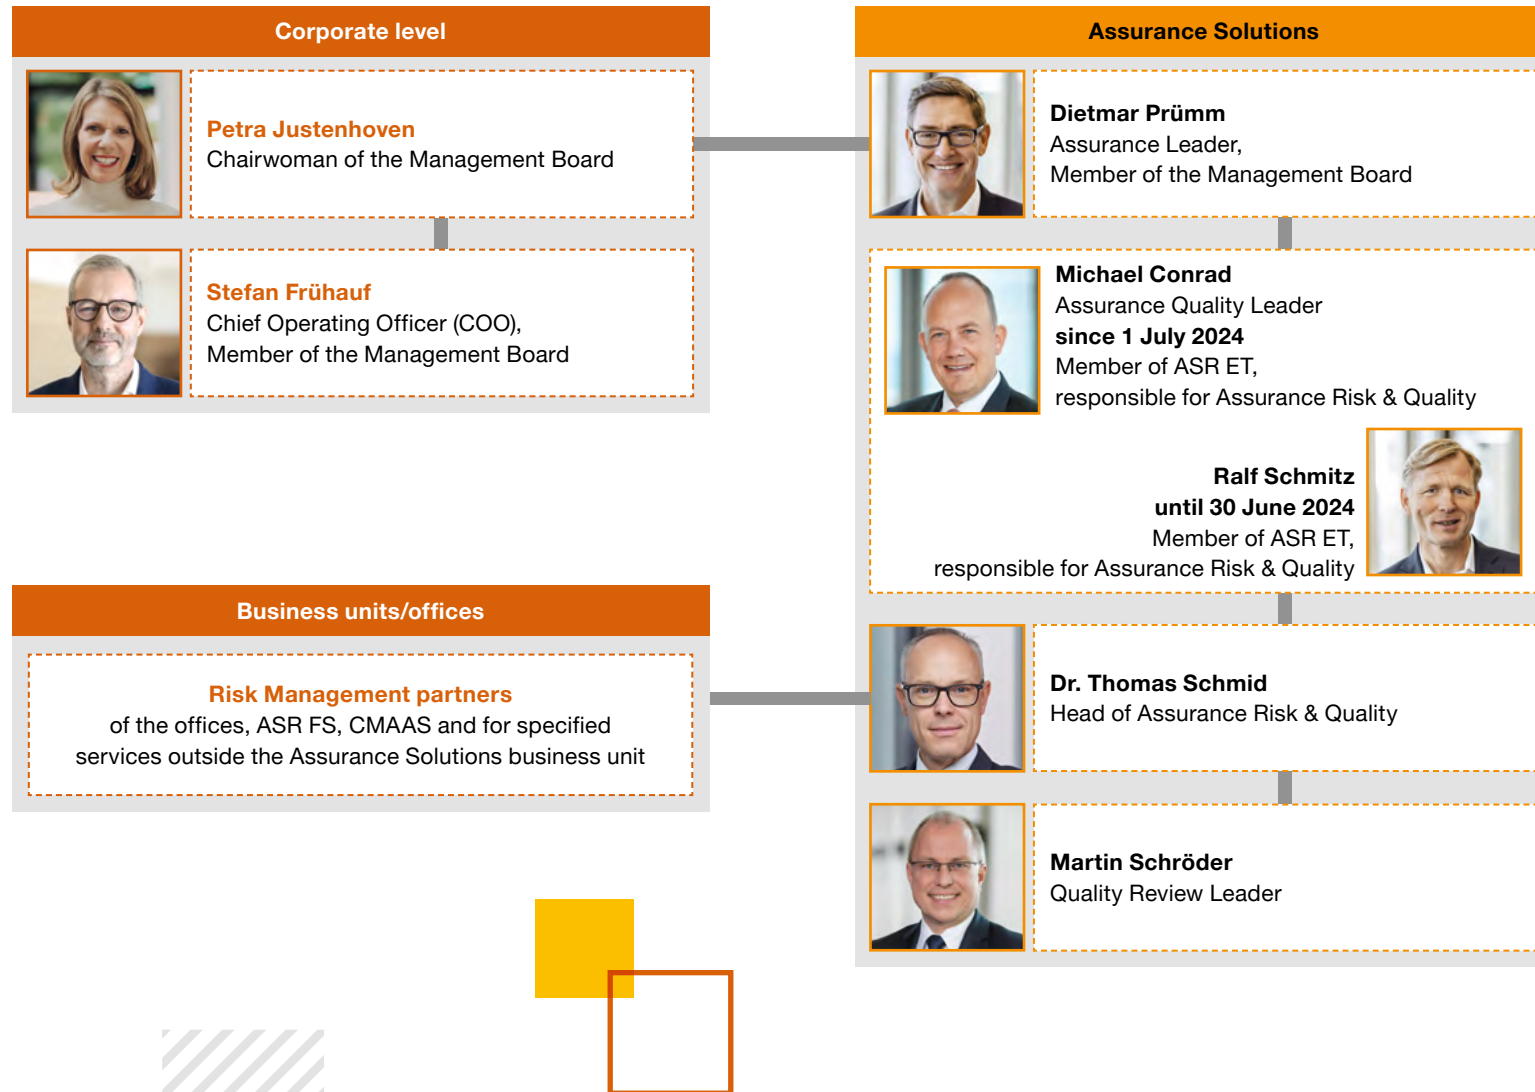 Corporate level
Petra Justenhoven
Chairwoman of the Management Board
Stefan Frühauf
Chief Operating Officer (COO),
Member of the Management Board
Business units/offices
Risk Management partners
of the offices, ASR FS, CMAAS and for specified
services outside the Assurance Solutions business unit
Assurance Solutions
Dietmar Prümm
Assurance Leader,
Member of the Management Board
Michael Conrad
Assurance Quality Leader
since 1 July 2024
Member of ASR ET,
responsible for Assurance Risk & Quality
Ralf Schmitz
until 30 June 2024
Member of ASR ET,
responsible for Assurance Risk & Quality
Dr. Thomas Schmid
Head of Assurance Risk & Quality
Martin Schröder
Quality Review Leader